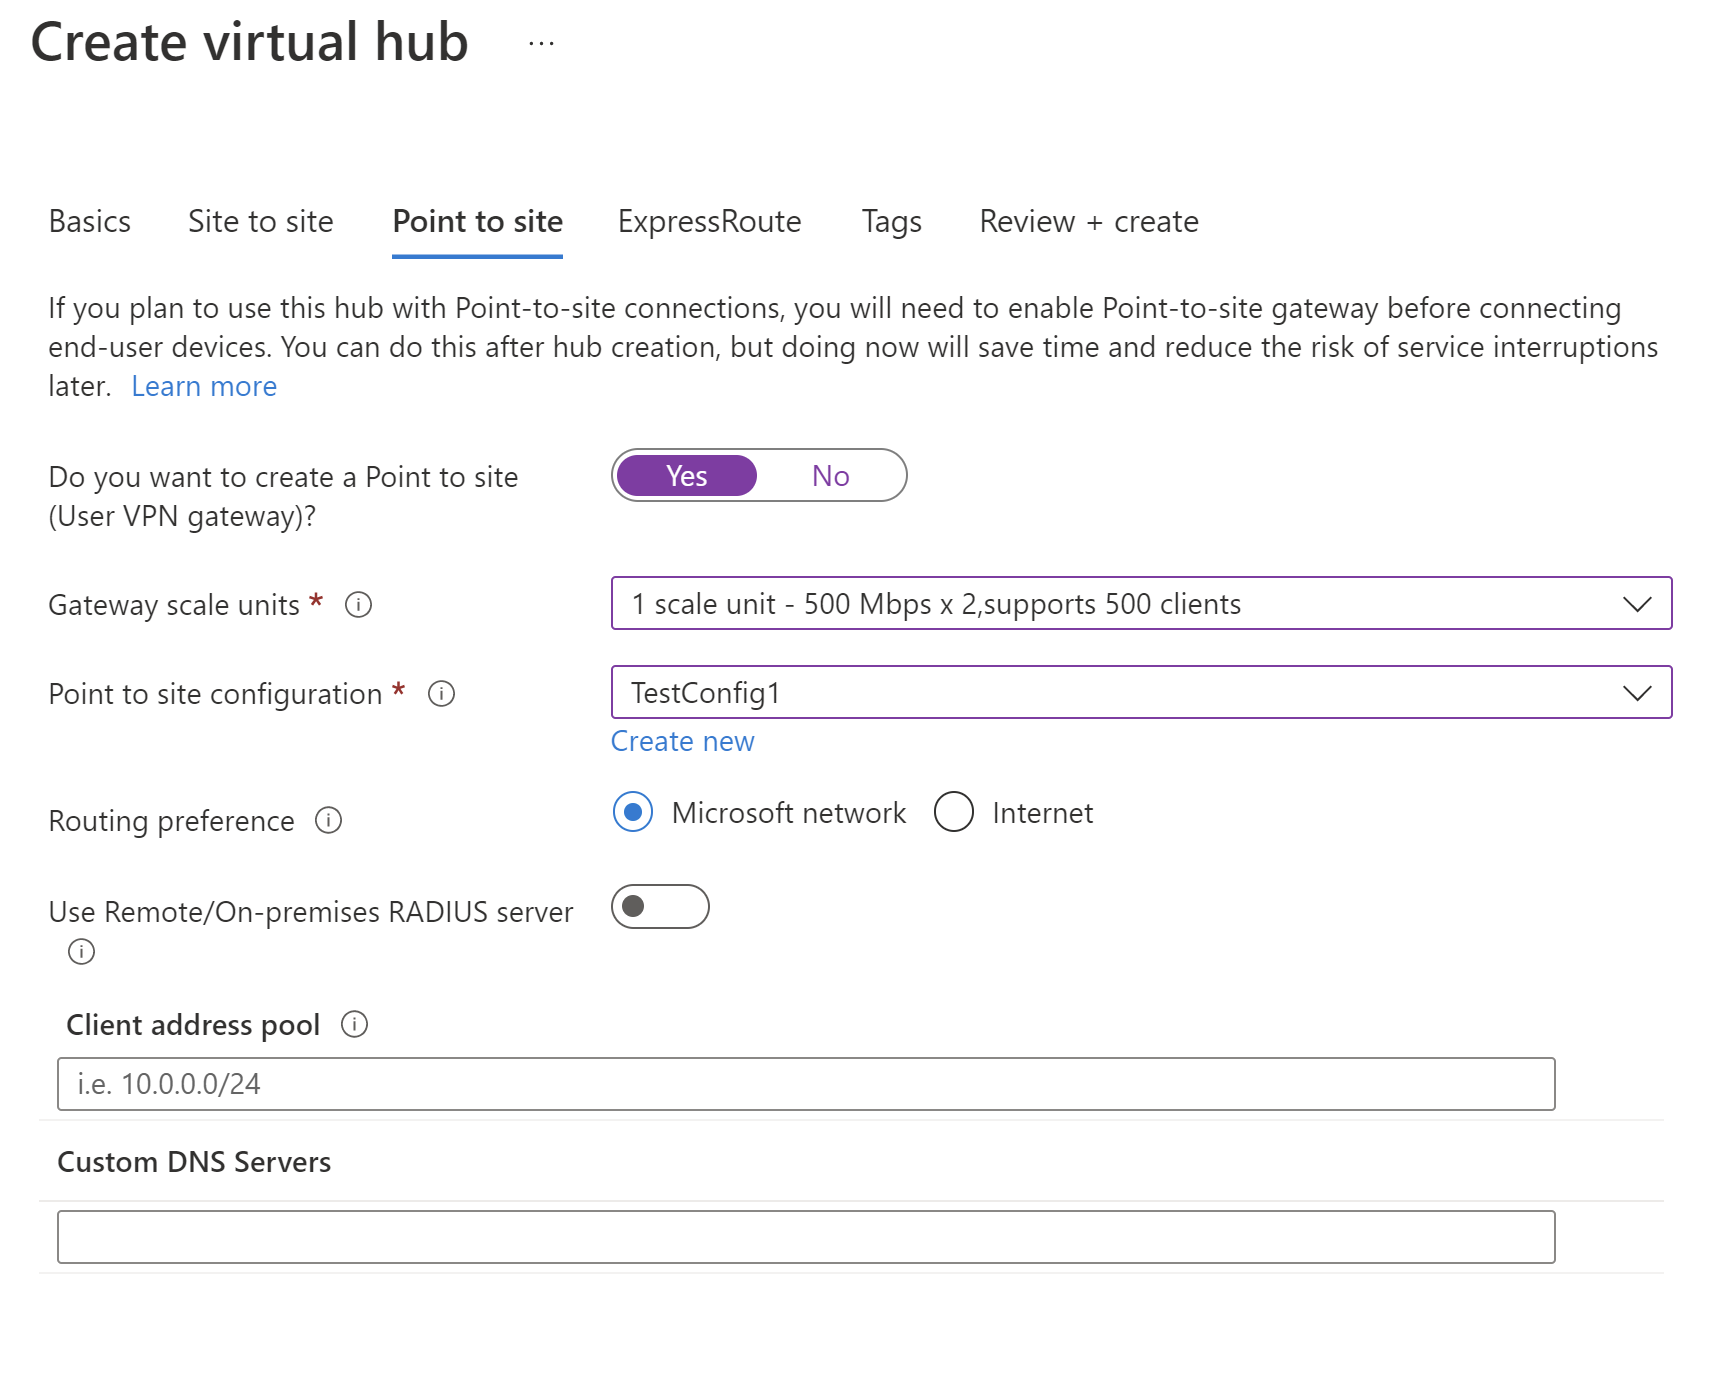 Create virtual hub ...
Basics Site to site Point to site ExpressRoute Tags Review + create
If you plan to use this hub with Point-to-site connections, you will need to enable Point-to-site gateway before connecting
end-user devices. You can do this after hub creation, but doing now will save time and reduce the risk of service interruptions
later. Learn more
Do you want to create a Point to site
(User VPN gateway)?
Yes No
Gateway scale units *
1 scale unit - 500 Mbps x 2,supports 500 clients
Point to site configuration *
TestConfig1
Create new
Routing preference
Microsoft network Internet
Use Remote/On-premises RADIUS server
Client address pool
i.e. 10.0.0.0/24
Custom DNS Servers